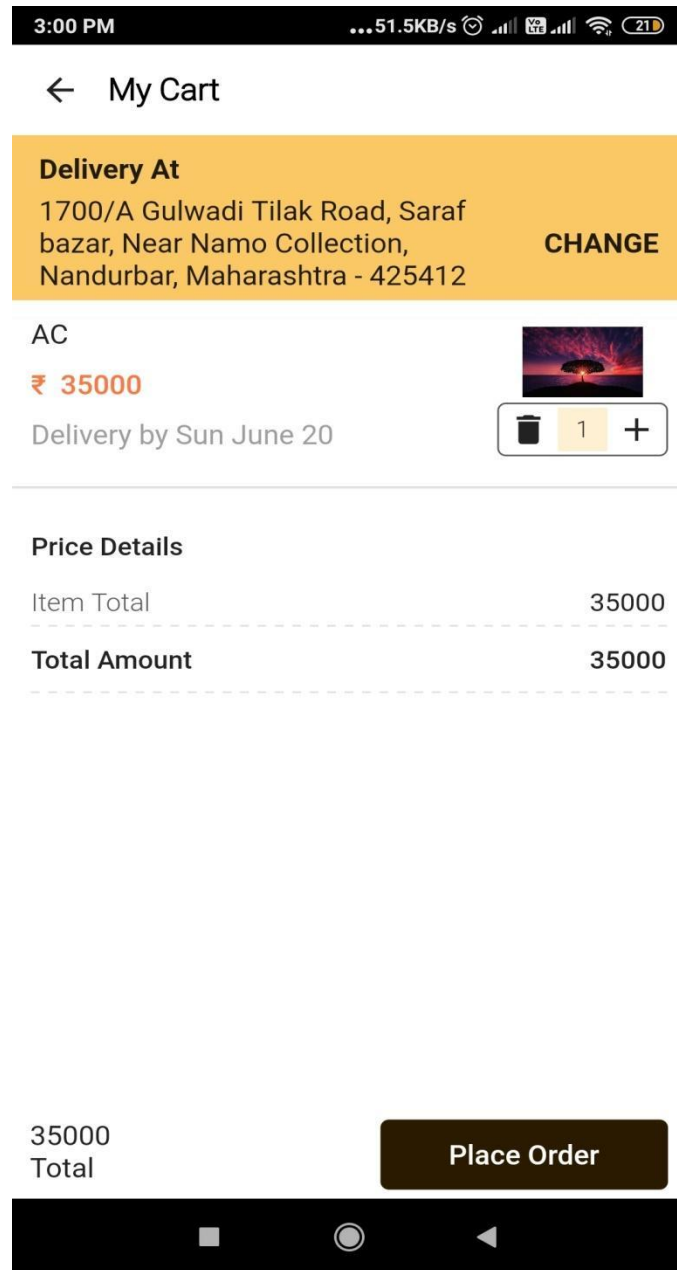 3:00 PM
...51.5KB/s Vo LTE 21
My Cart
Delivery At
1700/A Gulwadi Tilak Road, Saraf
bazar, Near Namo Collection,
Nandurbar, Maharashtra - 425412
CHANGE
AC
₹ 35000
Delivery by Sun June 20
1
Price Details
Item Total 35000
Total Amount 35000
35000
Total
Place Order